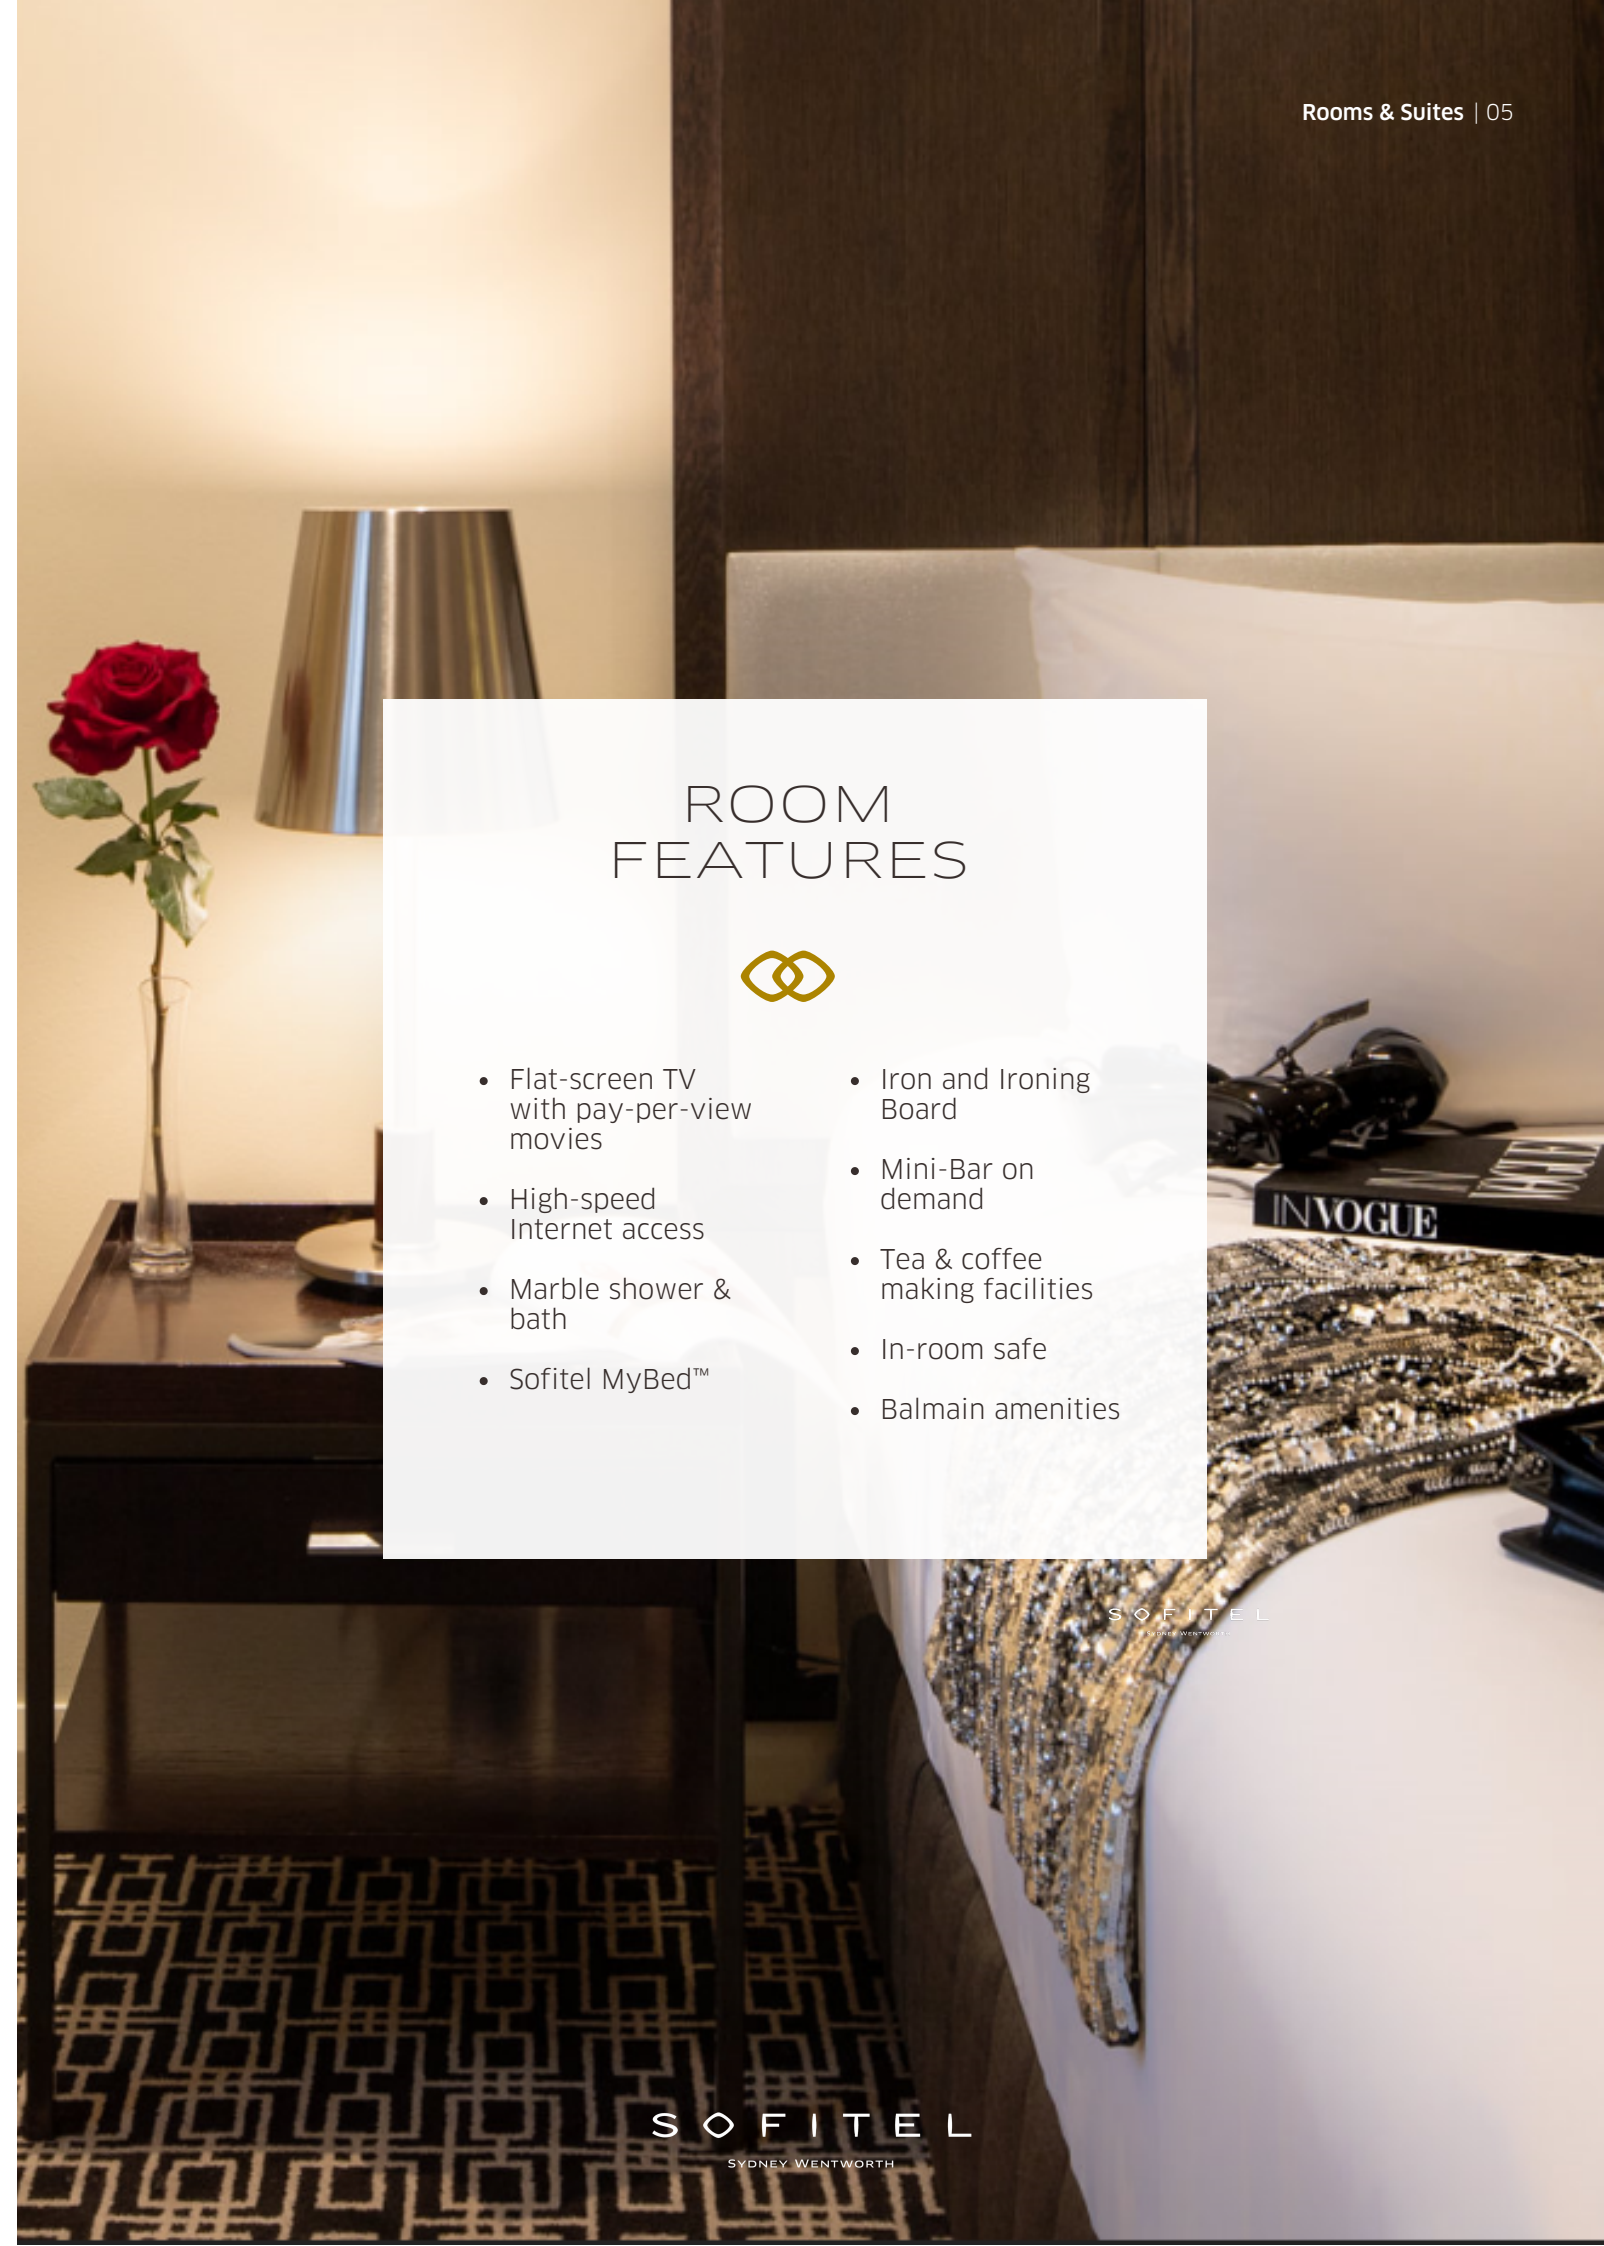 Rooms & Suites | 05
ROOM
FEATURES
• Flat-screen TV
with pay-per-view
movies
• High-speed
Internet access
• Marble shower &
bath
• Sofitel MyBed™
• Iron and Ironing
Board
• Mini-Bar on
demand
• Tea & coffee
making facilities
• In-room safe
• Balmain amenities
IN VOGUE
SOFITEL
SYDNEY WENTWORTH
SOFITEL
SYDNEY WENTWORTH